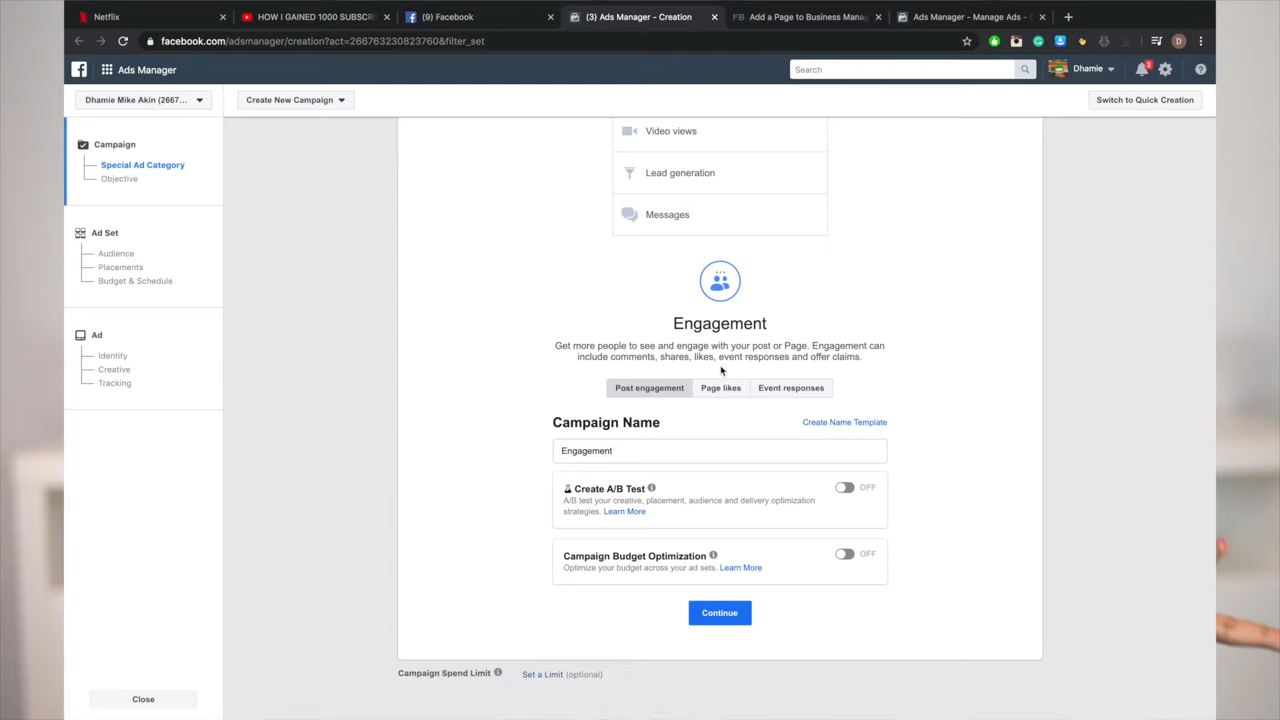 Netflix
HOW I GAINED 1000 SUBSCRI
(9) Facebook
(3) Ads Manager - Creation
Add a Page to Business Mana
Ads Manager - Manage Ads - C
facebook.com/adsmanager/creation?act=266763230823760&filter_set
D
Ads Manager
Search
Dhamie
3
Dhamie Mike Akin (2667...
Create New Campaign
Switch to Quick Creation
Campaign
Special Ad Category
Objective
Ad Set
Audience
Placements
Budget & Schedule
Ad
Identity
Creative
Tracking
Close
Video views
Lead generation
Messages
Engagement
Get more people to see and engage with your post or Page. Engagement can
include comments, shares, likes, event responses and offer claims.
Post engagement Page likes Event responses
Campaign Name
Create Name Template
Engagement
Create A/B Test
OFF
A/B test your creative, placement, audience and delivery optimization
strategies. Learn More
Campaign Budget Optimization
OFF
Optimize your budget across your ad sets. Learn More
Continue
Campaign Spend Limit
Set a Limit (optional)